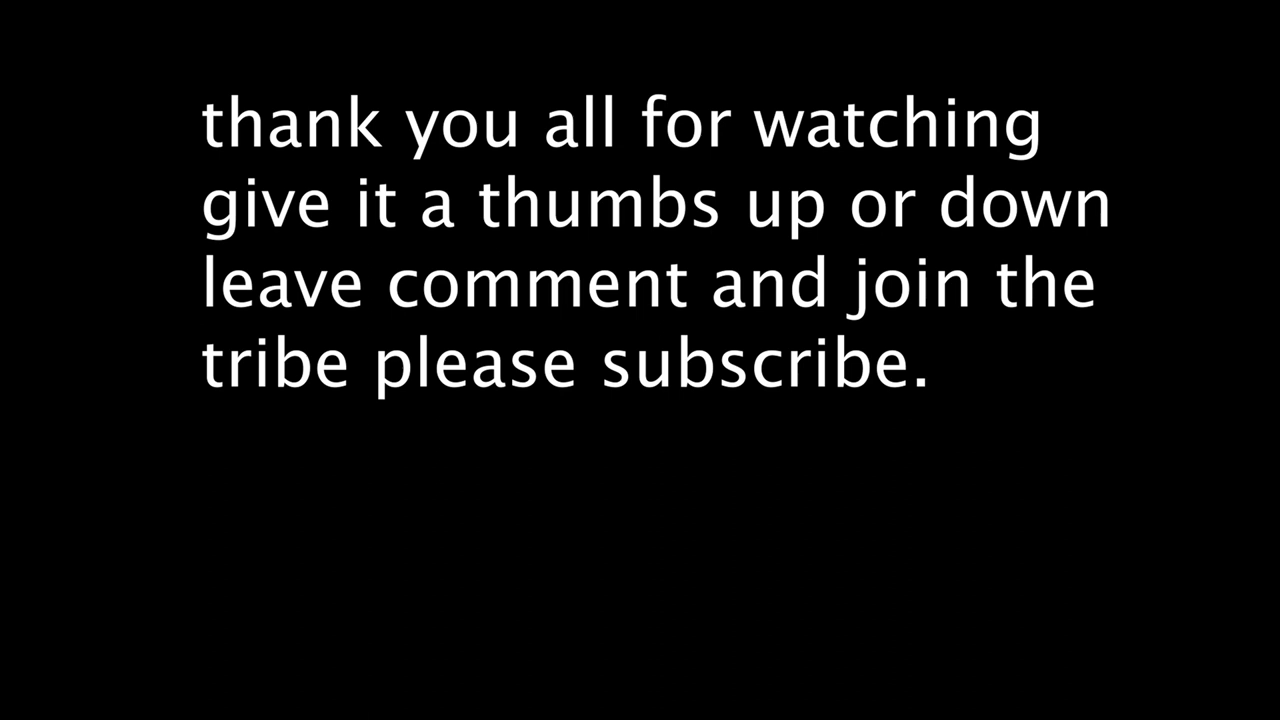 thank you all for watching
give it a thumbs up or down
leave comment and join the
tribe please subscribe.